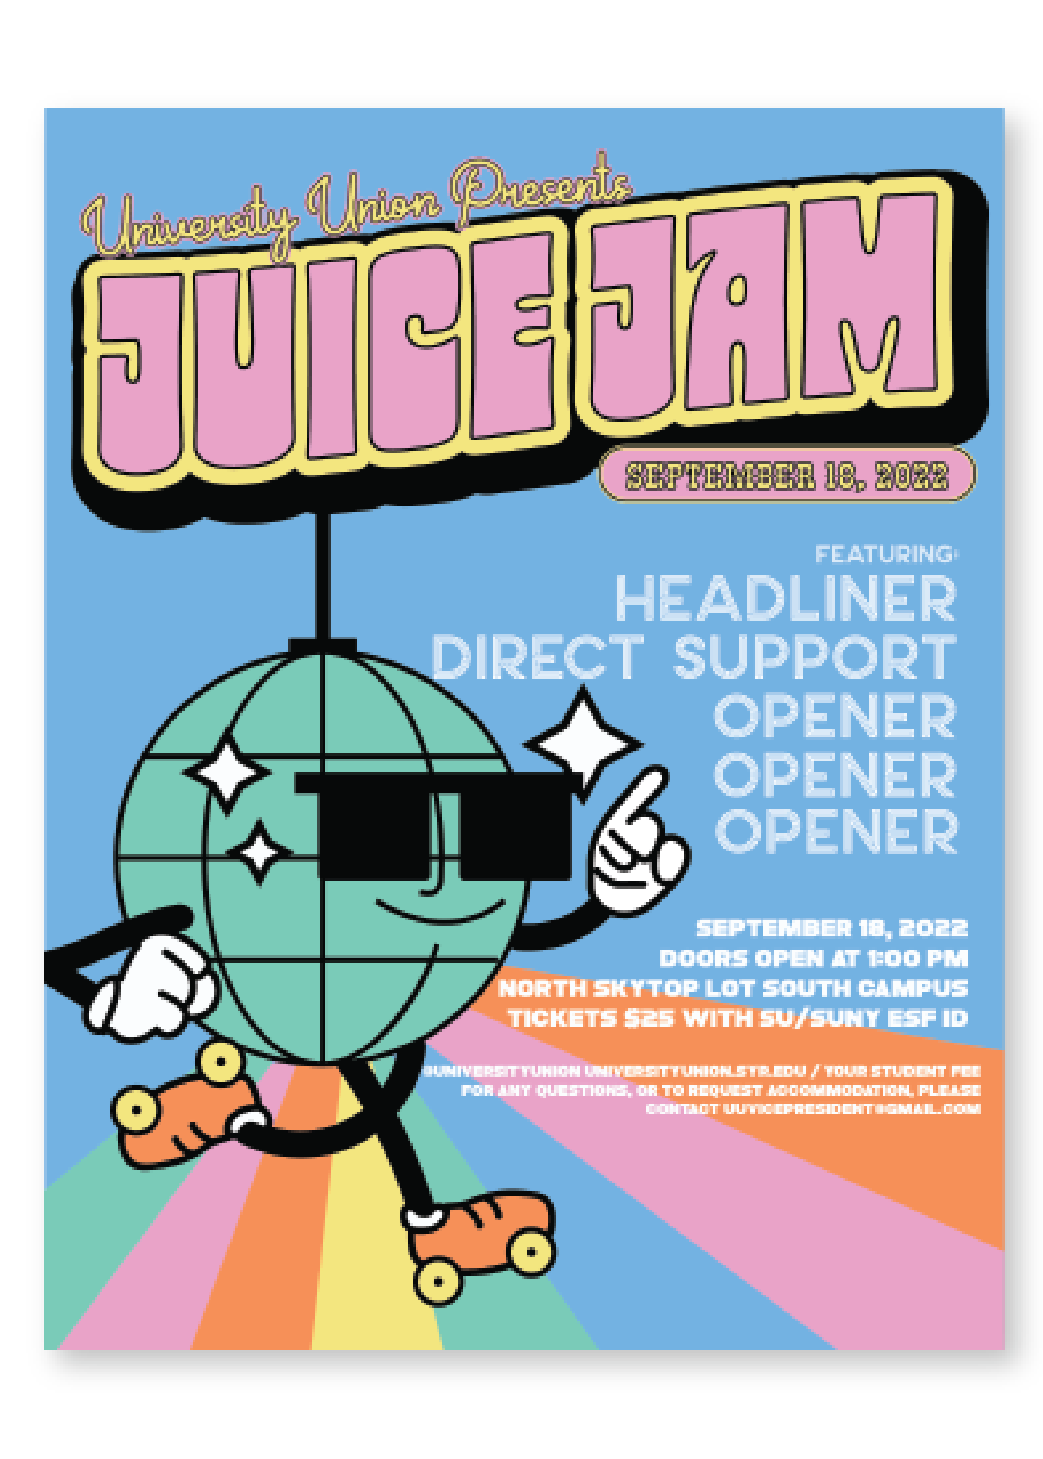 University Union Presents
JUICE JAM
SEPTEMBER 18, 2022
FEATURING:
HEADLINER
DIRECT SUPPORT
OPENER
OPENER
OPENER
SEPTEMBER 18, 2022
DOORS OPEN AT 1:00 PM
NORTH SKYTOP LOT SOUTH CAMPUS
TICKETS $25 WITH SU/SUNY ESF ID
@UNIVERSITYUNION UNIVERSITYUNION.SYR.EDU / YOUR STUDENT FEE
FOR ANY QUESTIONS, OR TO REQUEST ACCOMMODATION, PLEASE
CONTACT UUVICEPRESIDENT@GMAIL.COM